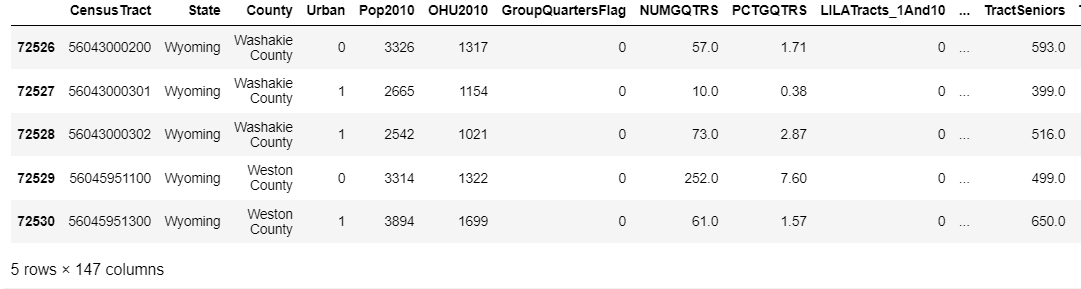 CensusTract State County Urban Pop2010 OHU2010 GroupQuartersFlag NUMGQTRS PCTGQTRS LILATracts_1And10 ... TractSeniors
72526 56043000200 Wyoming Washakie County 0 3326 1317 0 57.0 1.71 0 ... 593.0
72527 56043000301 Wyoming Washakie County 1 2665 1154 0 10.0 0.38 0 ... 399.0
72528 56043000302 Wyoming Washakie County 1 2542 1021 0 73.0 2.87 0 ... 516.0
72529 56045951100 Wyoming Weston County 0 3314 1322 0 252.0 7.60 0 ... 499.0
72530 56045951300 Wyoming Weston County 1 3894 1699 0 61.0 1.57 0 ... 650.0
5 rows × 147 columns